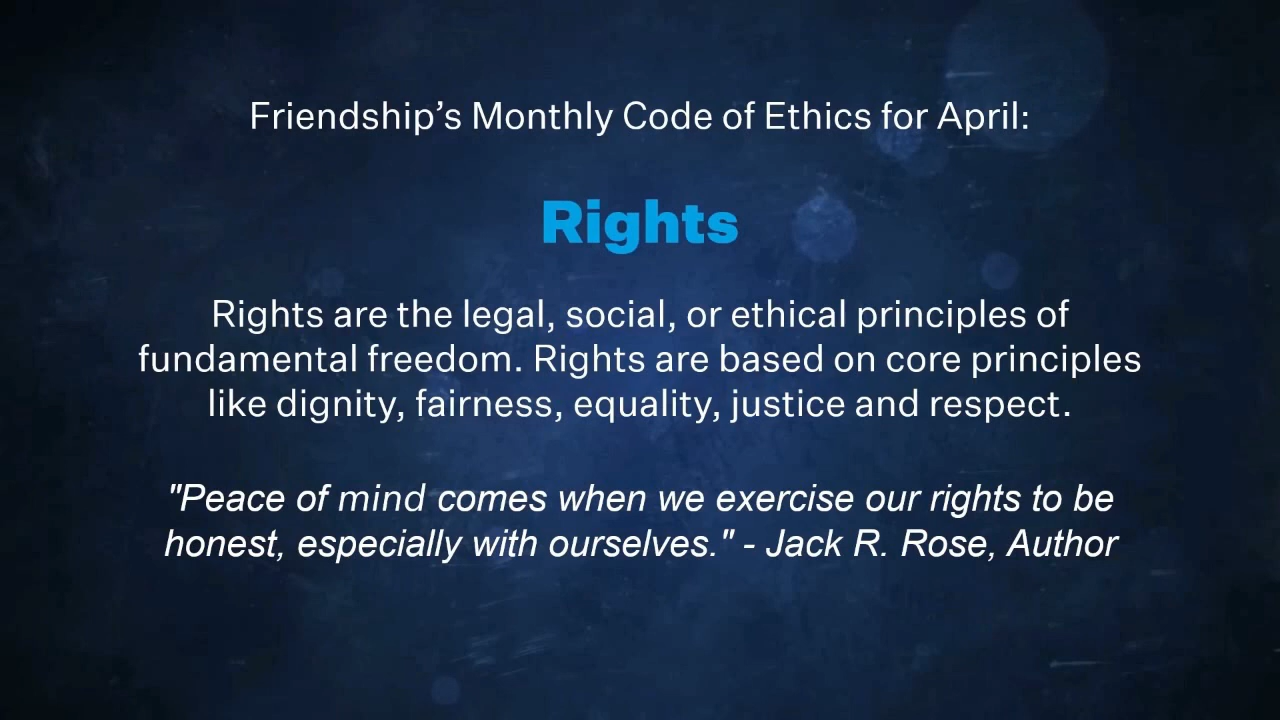 Friendship’s Monthly Code of Ethics for April:
Rights
Rights are the legal, social, or ethical principles of
fundamental freedom. Rights are based on core principles
like dignity, fairness, equality, justice and respect.
"Peace of mind comes when we exercise our rights to be
honest, especially with ourselves." - Jack R. Rose, Author